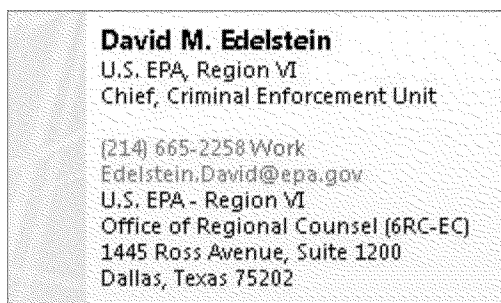 David M. Edelstein
U.S. EPA, Region VI
Chief, Criminal Enforcement Unit
(214) 665-2258 Work
Edelstein.David@epa.gov
U.S. EPA - Region VI
Office of Regional Counsel (6RC-EC)
1445 Ross Avenue, Suite 1200
Dallas, Texas 75202